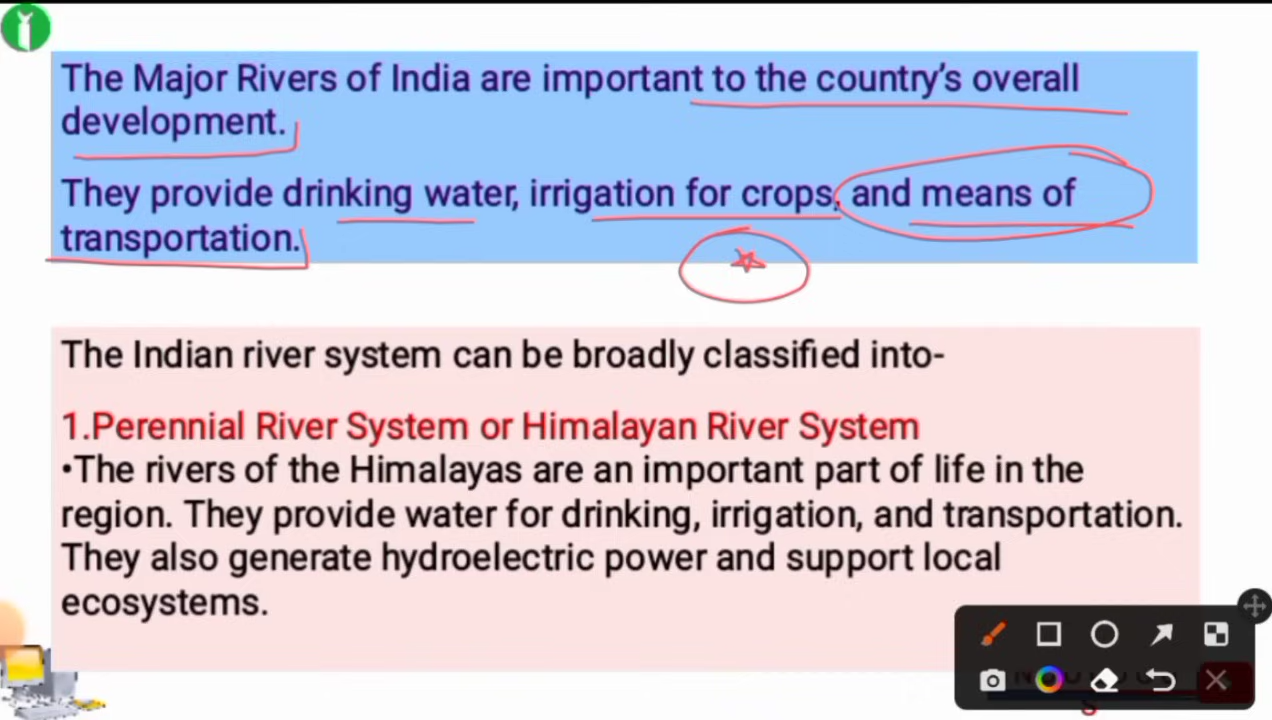 The Major Rivers of India are important to the country's overall
development.
They provide drinking water, irrigation for crops, and means of
transportation.
The Indian river system can be broadly classified into-
1.Perennial River System or Himalayan River System
•The rivers of the Himalayas are an important part of life in the
region. They provide water for drinking, irrigation, and transportation.
They also generate hydroelectric power and support local
ecosystems.